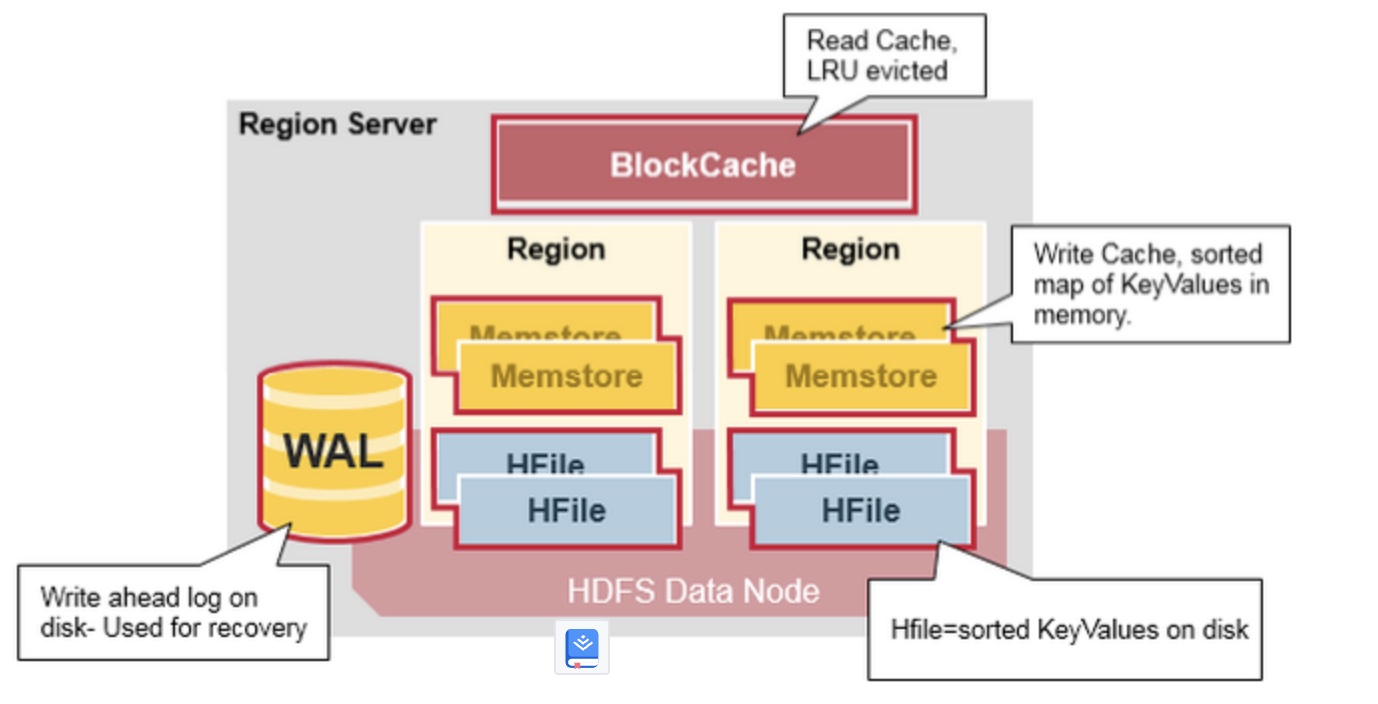 Read Cache,
LRU evicted
Region Server
BlockCache
Region
Region
Write Cache, sorted
map of KeyValues in
memory.
Memstore
Memstore
Memstore
Memstore
WAL
HFile
HFile
HFile
HFile
Write ahead log on
disk- Used for recovery
HDFS Data Node
Hfile=sorted KeyValues on disk